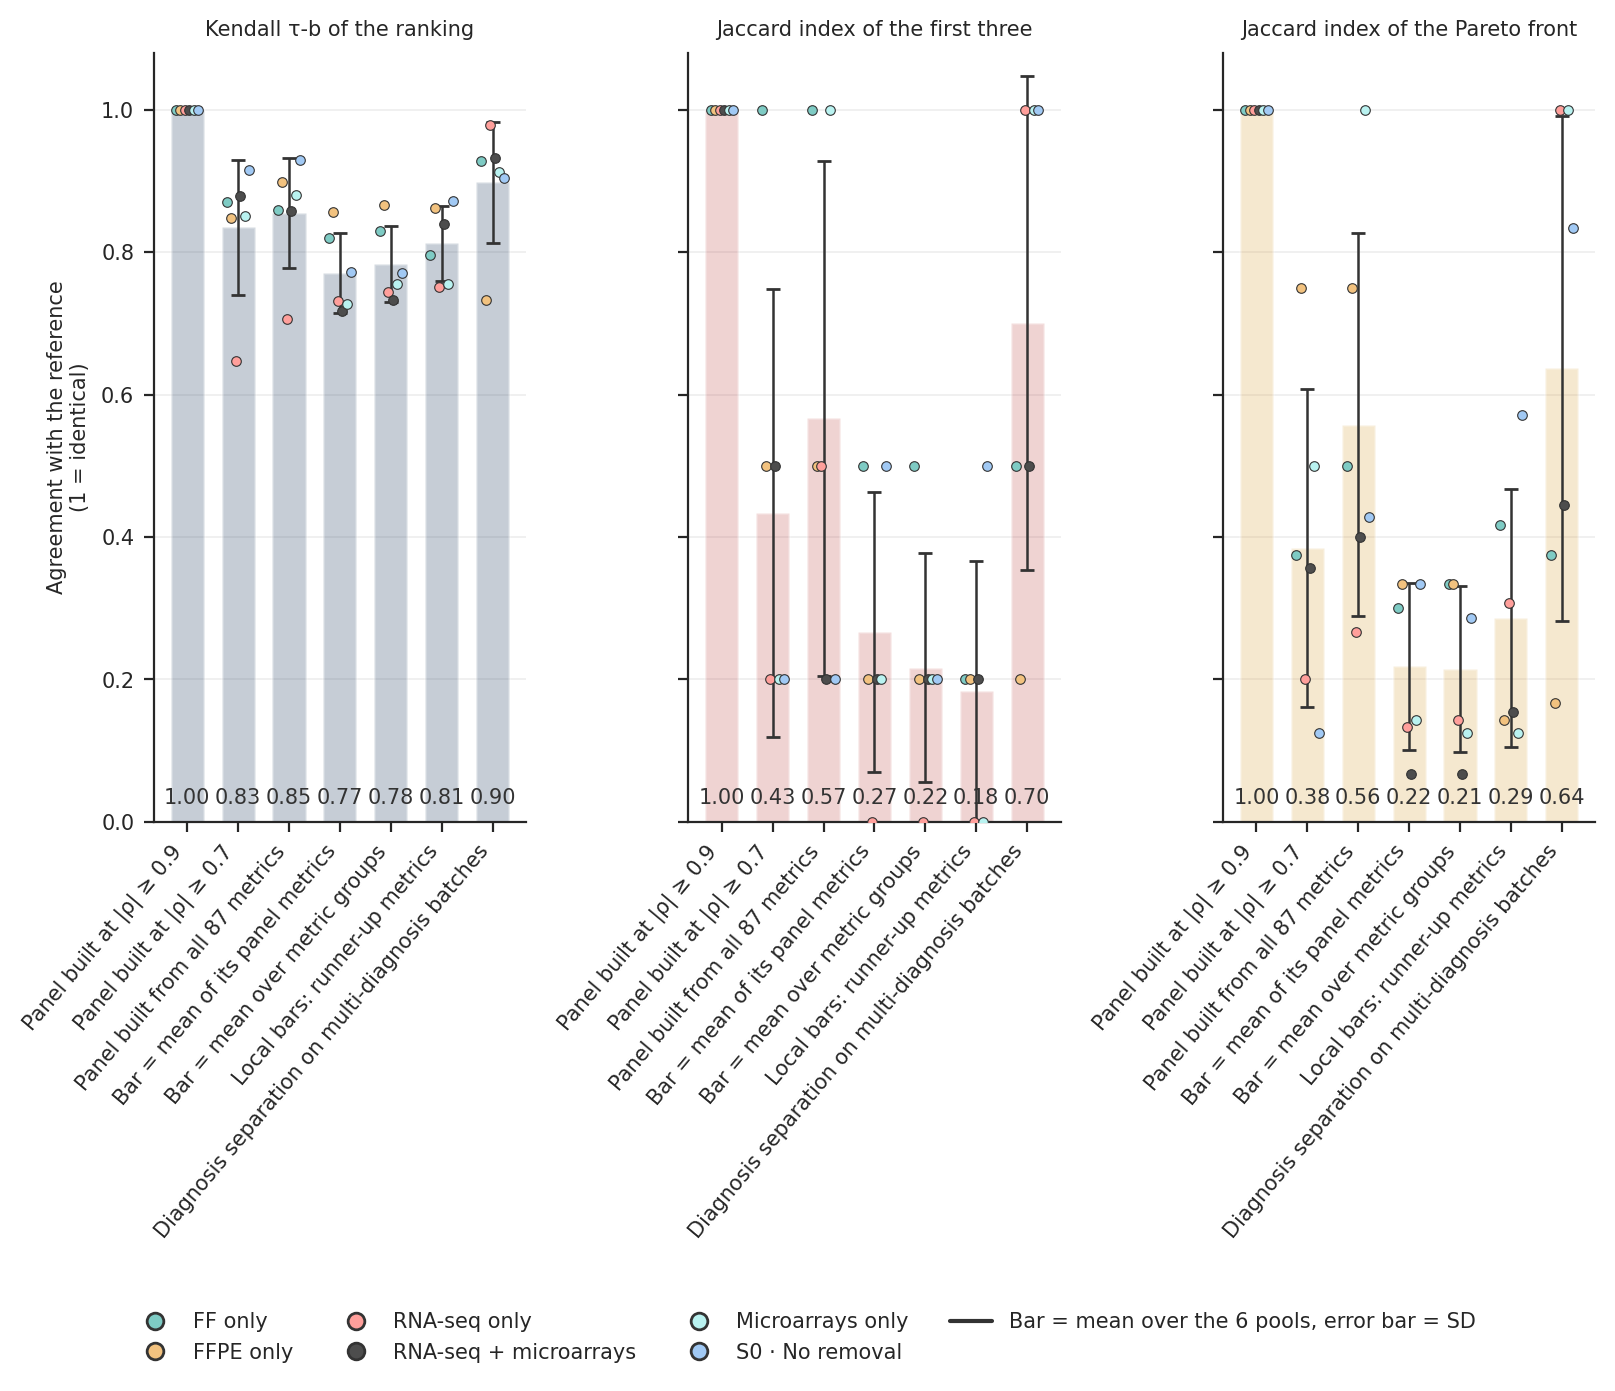 Kendall τ-b of the ranking
Jaccard index of the first three
Jaccard index of the Pareto front
Agreement with the reference
(1 = identical)
1.0
0.8
0.6
0.4
0.2
0.0
1.00 0.83 0.85 0.77 0.78 0.81 0.90
1.00 0.43 0.57 0.27 0.22 0.18 0.70
1.00 0.38 0.56 0.22 0.21 0.29 0.64
Panel built at |ρ| ≥ 0.9
Panel built at |ρ| ≥ 0.7
Panel built from all 87 metrics
Bar = mean of its panel metrics
Bar = mean over metric groups
Local bars: runner-up metrics
Diagnosis separation on multi-diagnosis batches
Panel built at |ρ| ≥ 0.9
Panel built at |ρ| ≥ 0.7
Panel built from all 87 metrics
Bar = mean of its panel metrics
Bar = mean over metric groups
Local bars: runner-up metrics
Diagnosis separation on multi-diagnosis batches
Panel built at |ρ| ≥ 0.9
Panel built at |ρ| ≥ 0.7
Panel built from all 87 metrics
Bar = mean of its panel metrics
Bar = mean over metric groups
Local bars: runner-up metrics
Diagnosis separation on multi-diagnosis batches
FF only
FFPE only
RNA-seq only
RNA-seq + microarrays
Microarrays only
S0 · No removal
Bar = mean over the 6 pools, error bar = SD